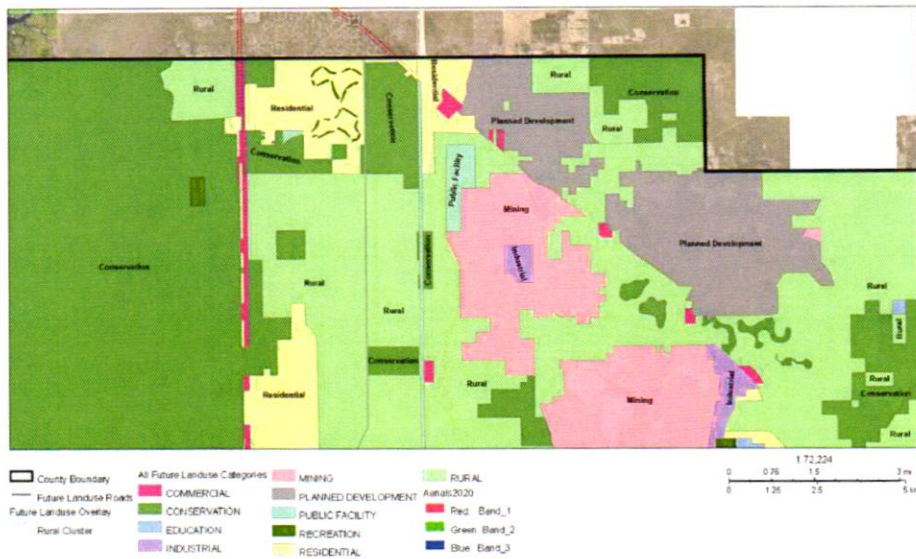 Rural
Residential
Conservation
Residential
Conservation
Planned Development
Rural
Rural
Conservation
Public Facility
Mining
Industrial
Planned Development
Conservation
Rural
Rural
Conservation
Conservation
Residential
Rural
Mining
Industrial
Rural
Rural
Rural
Conservation
Rural
1:72,224
0 0.75 1.5 3 mi
0 1.25 2.5 5 km
County Boundary
Future Landuse Roads
Future Landuse Overlay
Rural Cluster
All Future Landuse Categories
COMMERCIAL
CONSERVATION
EDUCATION
INDUSTRIAL
MINING
PLANNED DEVELOPMENT
PUBLIC FACILITY
RECREATION
RESIDENTIAL
RURAL
Aerials2020
Red: Band_1
Green: Band_2
Blue: Band_3